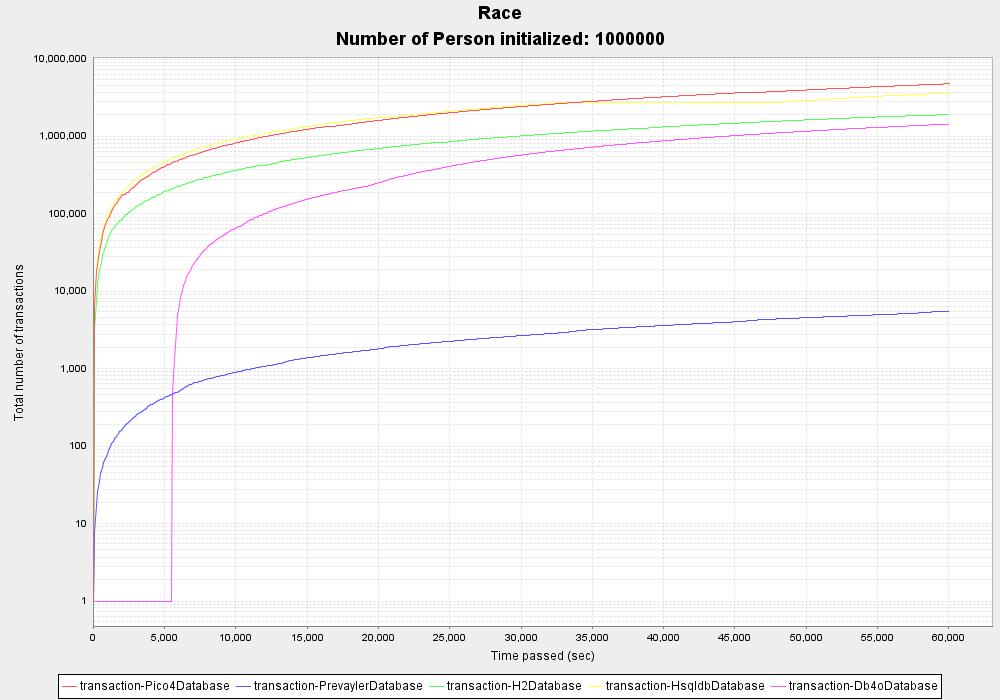 Race
Number of Person initialized: 1000000
10,000,000
1,000,000
100,000
10,000
1,000
100
10
1
Total number of transactions
0 5,000 10,000 15,000 20,000 25,000 30,000 35,000 40,000 45,000 50,000 55,000 60,000
Time passed (sec)
transaction-Pico4Database transaction-PrevaylerDatabase transaction-H2Database transaction-HsqldbDatabase transaction-Db4oDatabase